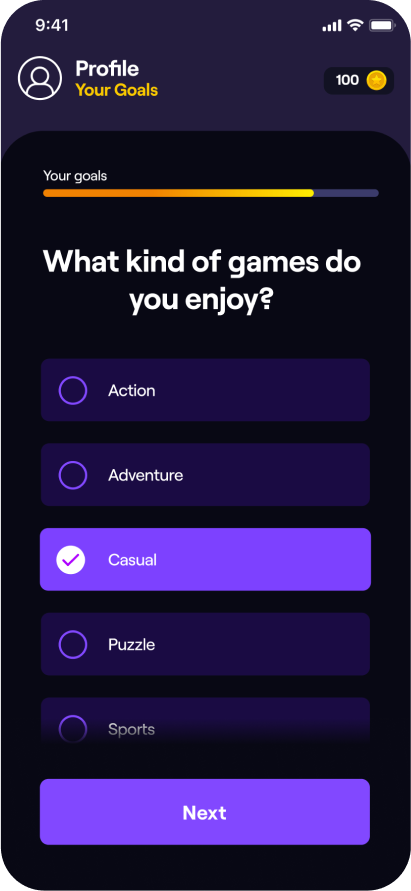 9:41
Profile
Your Goals
100
Your goals
What kind of games do
you enjoy?
Action
Adventure
Casual
Puzzle
Sports
Next